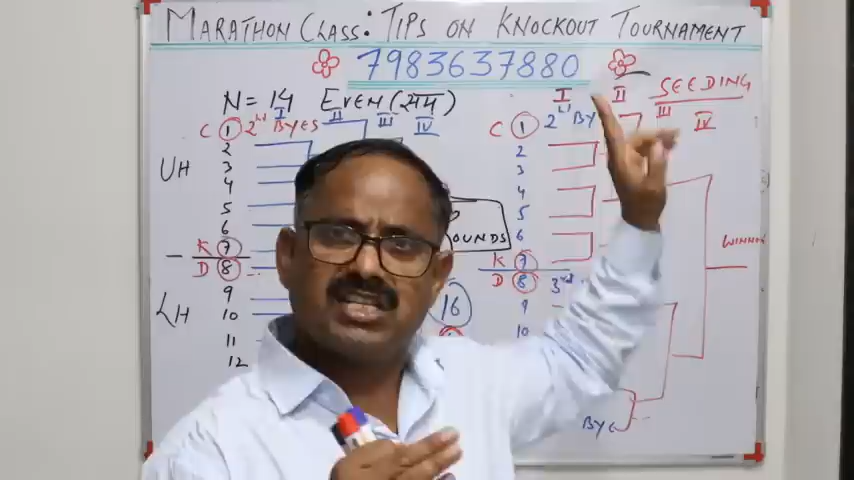 MARATHON CLASS: TIPS ON KNOCKOUT TOURNAMENT
7983637880
N = 14 EVEN (सम)
I II III IV
C 1 2nd BYES
2
UH 3
4
5
6
K 7
D 8
9
LH 10
11
12
OUNDS
16
I II SEEDING
III IV
C 1 2nd BY
2
3
4
5
6
K 7
D 8 3rd
9
10
WINNER
BYE